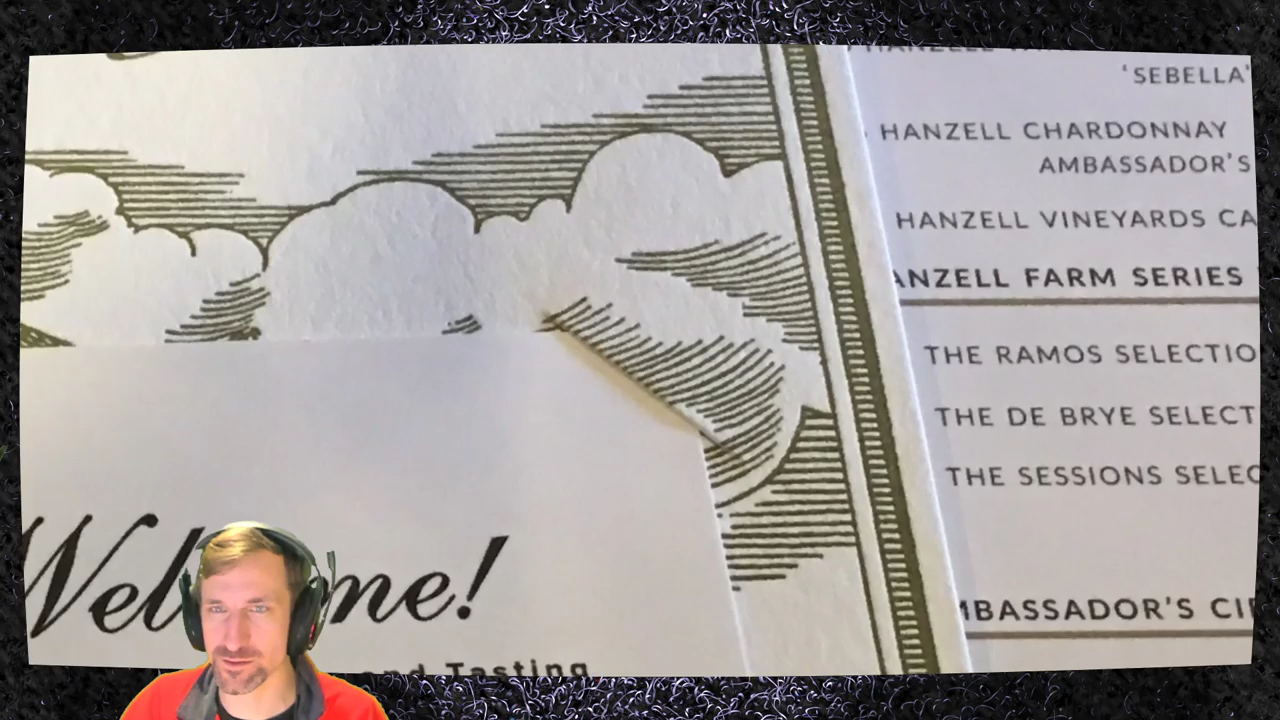 'SEBELLA'
HANZELL CHARDONNAY
AMBASSADOR'S
HANZELL VINEYARDS CA
ANZELL FARM SERIES
THE RAMOS SELECTIO
THE DE BRYE SELECT
THE SESSIONS SELEC
MBASSADOR'S CI
Wel me!
nd Tasting